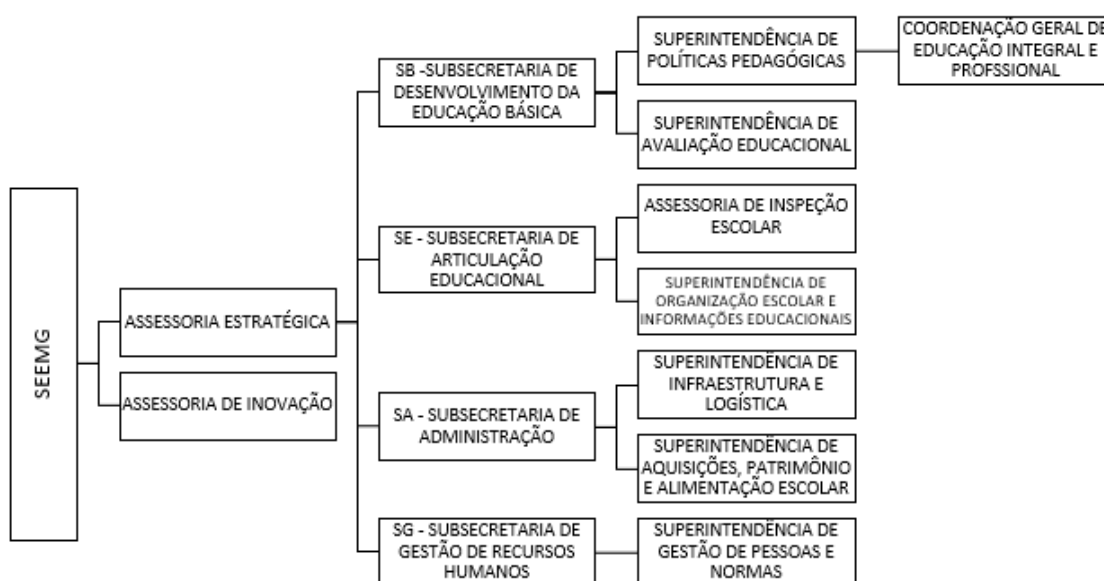 SEEMG
ASSESSORIA ESTRATÉGICA
ASSESSORIA DE INOVAÇÃO
SB -SUBSECRETARIA DE
DESENVOLVIMENTO DA
EDUCAÇÃO BÁSICA
SE - SUBSECRETARIA DE
ARTICULAÇÃO
EDUCACIONAL
SA - SUBSECRETARIA DE
ADMINISTRAÇÃO
SG - SUBSECRETARIA DE
GESTÃO DE RECURSOS
HUMANOS
SUPERINTENDÊNCIA DE
POLÍTICAS PEDAGÓGICAS
SUPERINTENDÊNCIA DE
AVALIAÇÃO EDUCACIONAL
ASSESSORIA DE INSPEÇÃO
ESCOLAR
SUPERINTENDÊNCIA DE
ORGANIZAÇÃO ESCOLAR E
INFORMAÇÕES EDUCACIONAIS
SUPERINTENDÊNCIA DE
INFRAESTRUTURA E
LOGÍSTICA
SUPERINTENDÊNCIA DE
AQUISIÇÕES, PATRIMÔNIO
E ALIMENTAÇÃO ESCOLAR
SUPERINTENDÊNCIA DE
GESTÃO DE PESSOAS E
NORMAS
COORDENAÇÃO GERAL DE
EDUCAÇÃO INTEGRAL E
PROFSSIONAL